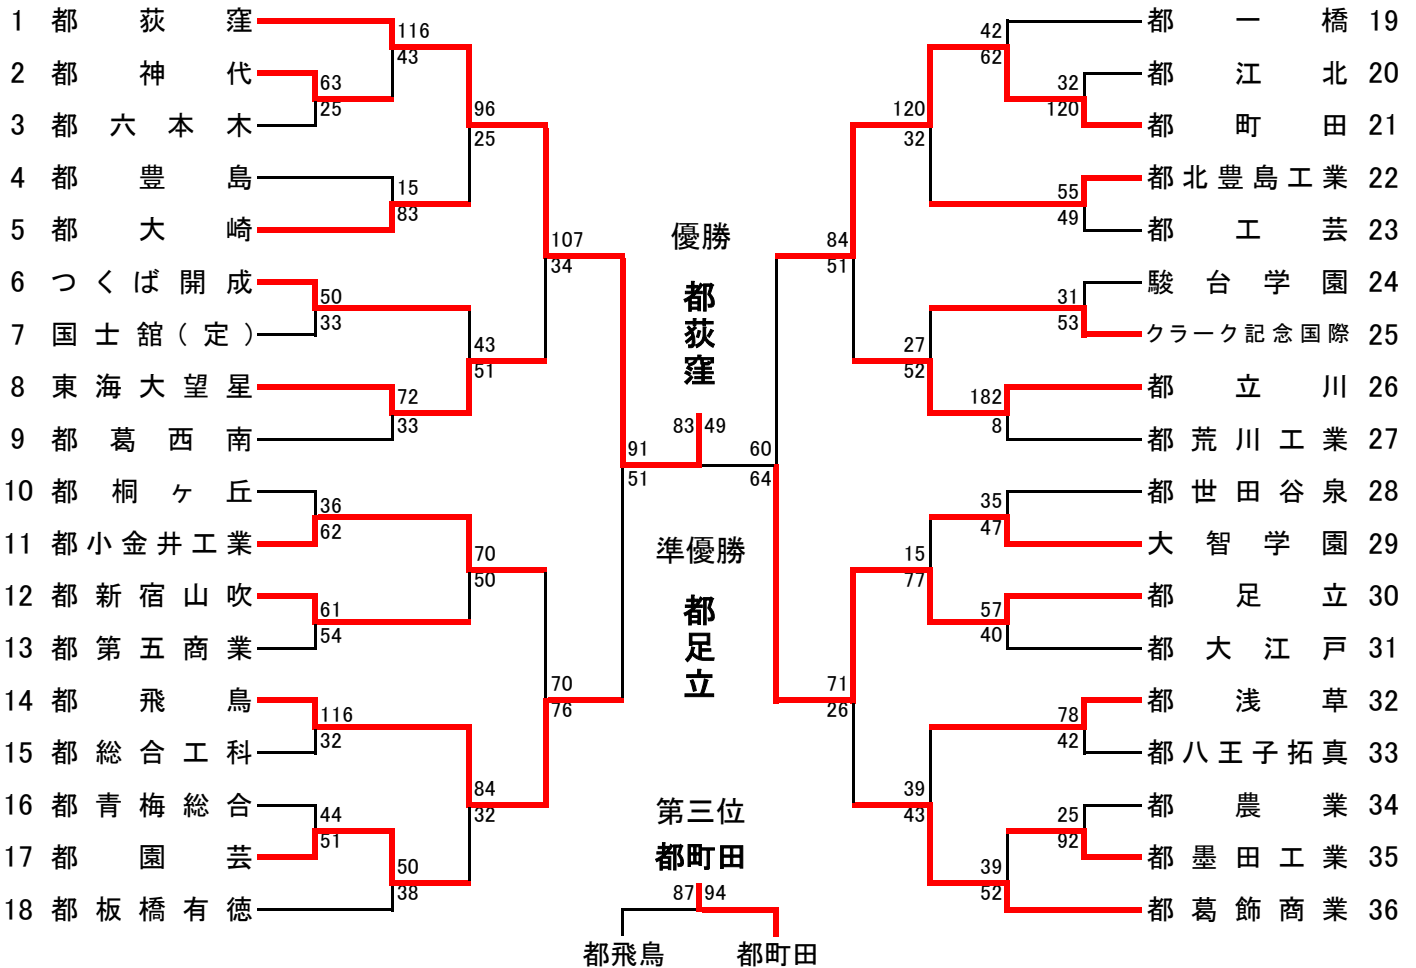 1 都荻窪
2 都神代
3 都六本木
4 都豊島
5 都大崎
6 つくば開成
7 国士舘(定)
8 東海大望星
9 都葛西南
10 都桐ヶ丘
11 都小金井工業
12 都新宿山吹
13 都第五商業
14 都飛鳥
15 都総合工科
16 都青梅総合
17 都園芸
18 都板橋有徳
116
43
63
25
96
25
15
83
107
34
50
33
43
51
72
33
91
51
36
62
70
50
61
54
70
76
116
32
84
32
44
51
50
38
優勝
都荻窪
83 49
準優勝
都足立
第三位
都町田
87 94
都飛鳥 都町田
42
62
32
120
120
32
55
49
84
51
31
53
27
52
182
8
60
64
35
47
15
77
57
40
71
26
78
42
39
43
25
92
39
52
都一橋 19
都江北 20
都町田 21
都北豊島工業 22
都工芸 23
駿台学園 24
クラーク記念国際 25
都立川 26
都荒川工業 27
都世田谷泉 28
大智学園 29
都足立 30
都大江戸 31
都浅草 32
都八王子拓真 33
都農業 34
都墨田工業 35
都葛飾商業 36